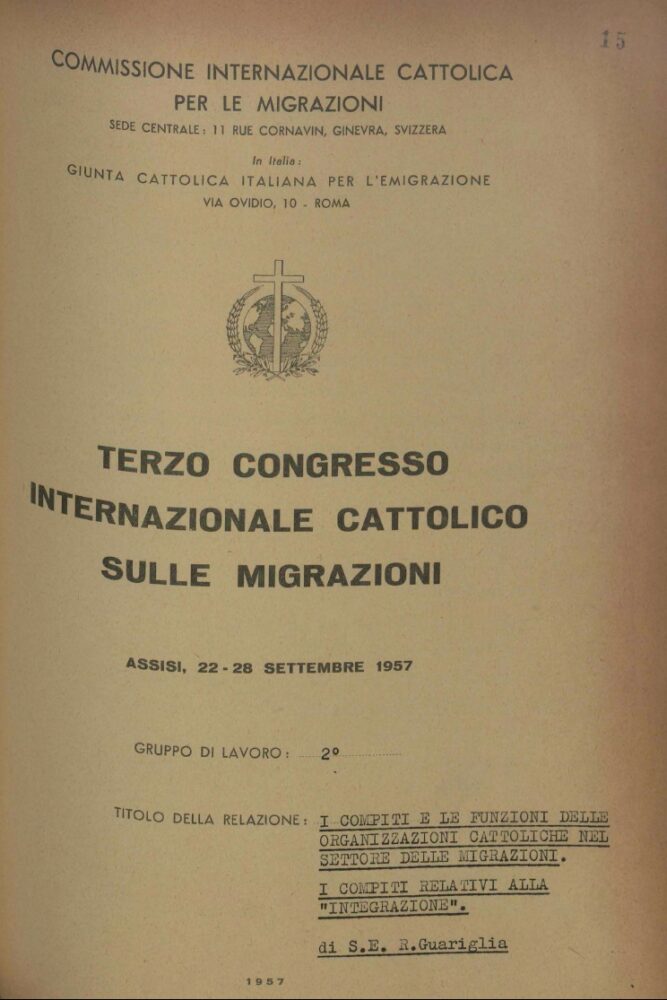 15
COMMISSIONE INTERNAZIONALE CATTOLICA
PER LE MIGRAZIONI
SEDE CENTRALE: 11 RUE CORNAVIN, GINEVRA, SVIZZERA
In Italia:
GIUNTA CATTOLICA ITALIANA PER L'EMIGRAZIONE
VIA OVIDIO, 10 - ROMA
TERZO CONGRESSO
INTERNAZIONALE CATTOLICO
SULLE MIGRAZIONI
ASSISI, 22-28 SETTEMBRE 1957
GRUPPO DI LAVORO: 2º
TITOLO DELLA RELAZIONE: I COMPITI E LE FUNZIONI DELLE
ORGANIZZAZIONI CATTOLICHE NEL
SETTORE DELLE MIGRAZIONI.
I COMPITI RELATIVI ALLA
"INTEGRAZIONE".
di S.E. R.Guariglia
1957